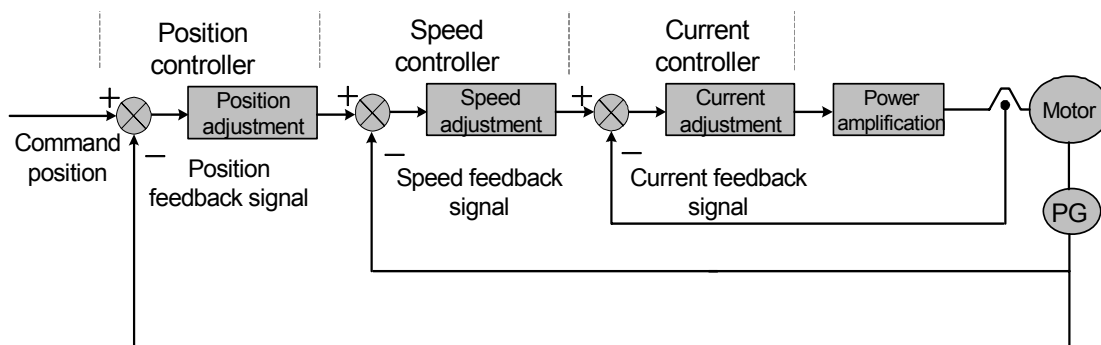 Position
controller
Speed
controller
Current
controller
+
Position
adjustment
+
Speed
adjustment
+
Current
adjustment
Power
amplification
Motor
Command
position
−
Position
feedback signal
−
Speed feedback
signal
−
Current feedback
signal
PG